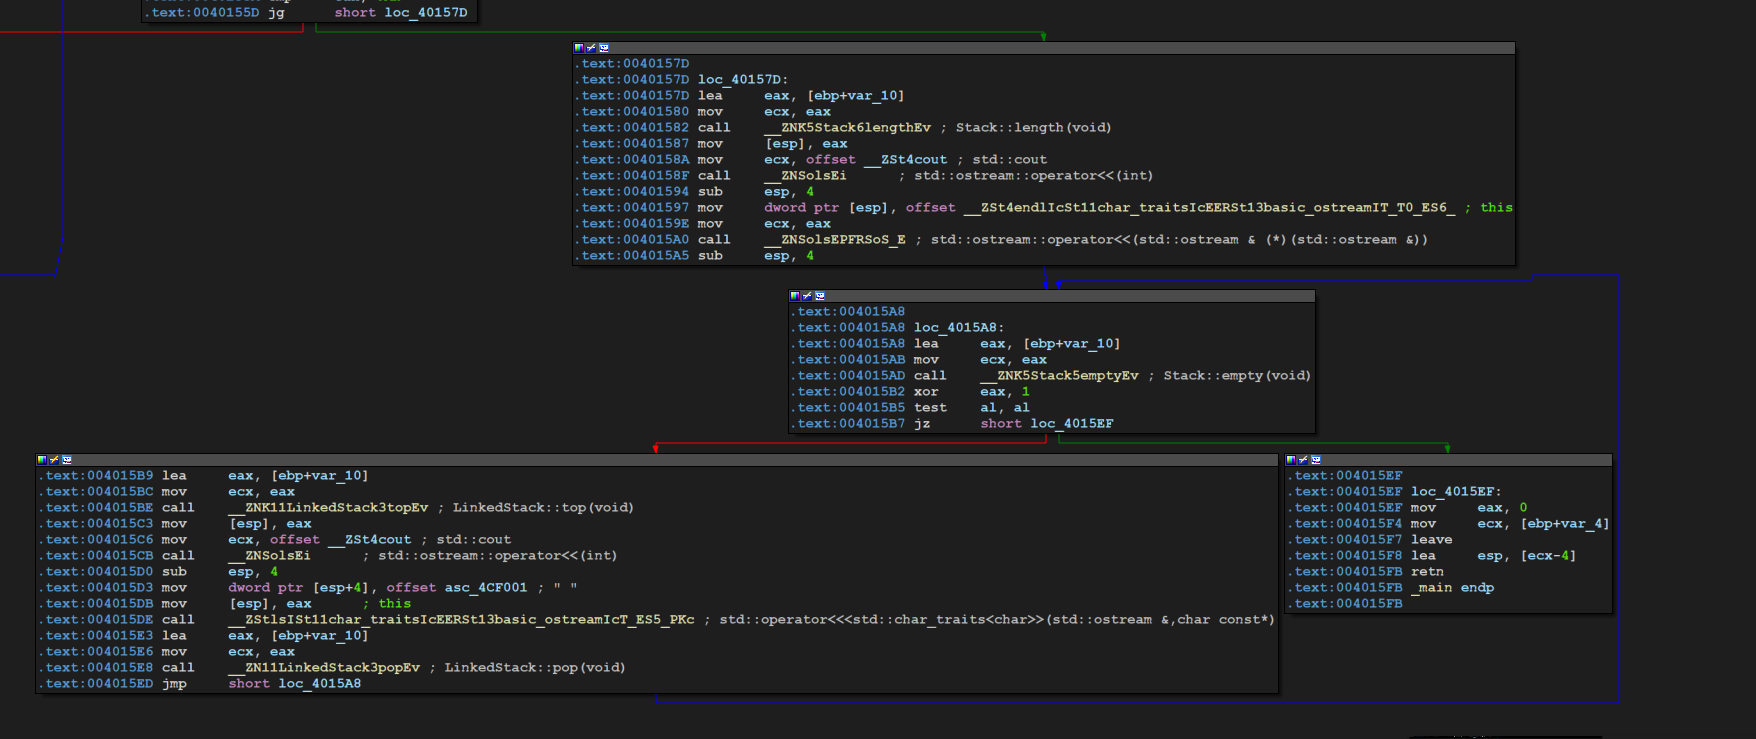 .text:0040155D jg short loc_40157D
.text:0040157D
.text:0040157D loc_40157D:
.text:0040157D lea eax, [ebp+var_10]
.text:00401580 mov ecx, eax
.text:00401582 call __ZNK5Stack6lengthEv ; Stack::length(void)
.text:00401587 mov [esp], eax
.text:0040158A mov ecx, offset __ZSt4cout ; std::cout
.text:0040158F call __ZNSolsEi ; std::ostream::operator<<(int)
.text:00401594 sub esp, 4
.text:00401597 mov dword ptr [esp], offset __ZSt4endlIcSt11char_traitsIcEERSt13basic_ostreamIT_T0_ES6_ ; this
.text:0040159E mov ecx, eax
.text:004015A0 call __ZNSolsEPFRSoS_E ; std::ostream::operator<<(std::ostream & (*)(std::ostream &))
.text:004015A5 sub esp, 4
.text:004015A8
.text:004015A8 loc_4015A8:
.text:004015A8 lea eax, [ebp+var_10]
.text:004015AB mov ecx, eax
.text:004015AD call __ZNK5Stack5emptyEv ; Stack::empty(void)
.text:004015B2 xor eax, 1
.text:004015B5 test al, al
.text:004015B7 jz short loc_4015EF
.text:004015B9 lea eax, [ebp+var_10]
.text:004015BC mov ecx, eax
.text:004015BE call __ZNK11LinkedStack3topEv ; LinkedStack::top(void)
.text:004015C3 mov [esp], eax
.text:004015C6 mov ecx, offset __ZSt4cout ; std::cout
.text:004015CB call __ZNSolsEi ; std::ostream::operator<<(int)
.text:004015D0 sub esp, 4
.text:004015D3 mov dword ptr [esp+4], offset asc_4CF001 ; " "
.text:004015DB mov [esp], eax ; this
.text:004015DE call __ZStlsISt11char_traitsIcEERSt13basic_ostreamIcT_ES5_PKc ; std::operator<<<std::char_traits<char>>(std::ostream &,char const*)
.text:004015E3 lea eax, [ebp+var_10]
.text:004015E6 mov ecx, eax
.text:004015E8 call __ZN11LinkedStack3popEv ; LinkedStack::pop(void)
.text:004015ED jmp short loc_4015A8
.text:004015EF
.text:004015EF loc_4015EF:
.text:004015EF mov eax, 0
.text:004015F4 mov ecx, [ebp+var_4]
.text:004015F7 leave
.text:004015F8 lea esp, [ecx-4]
.text:004015FB retn
.text:004015FB _main endp
.text:004015FB